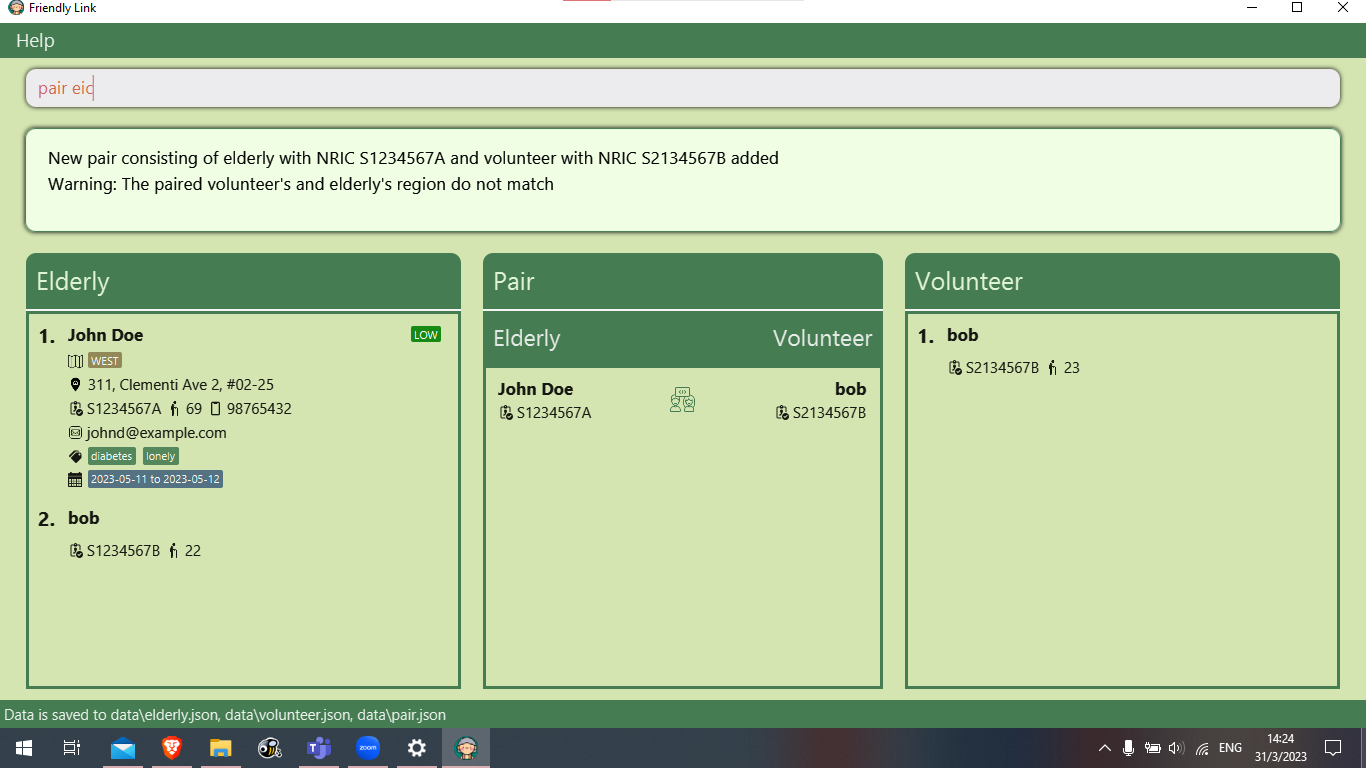 Friendly Link
Help
pair eic
New pair consisting of elderly with NRIC S1234567A and volunteer with NRIC S2134567B added
Warning: The paired volunteer's and elderly's region do not match
Elderly
1. John Doe
LOW
WEST
311, Clementi Ave 2, #02-25
S1234567A 69 98765432
johnd@example.com
diabetes lonely
2023-05-11 to 2023-05-12
2. bob
S1234567B 22
Pair
Elderly Volunteer
John Doe bob
S1234567A S2134567B
Volunteer
1. bob
S2134567B 23
Data is saved to data\elderly.json, data\volunteer.json, data\pair.json
zoom
ENG
14:24
31/3/2023